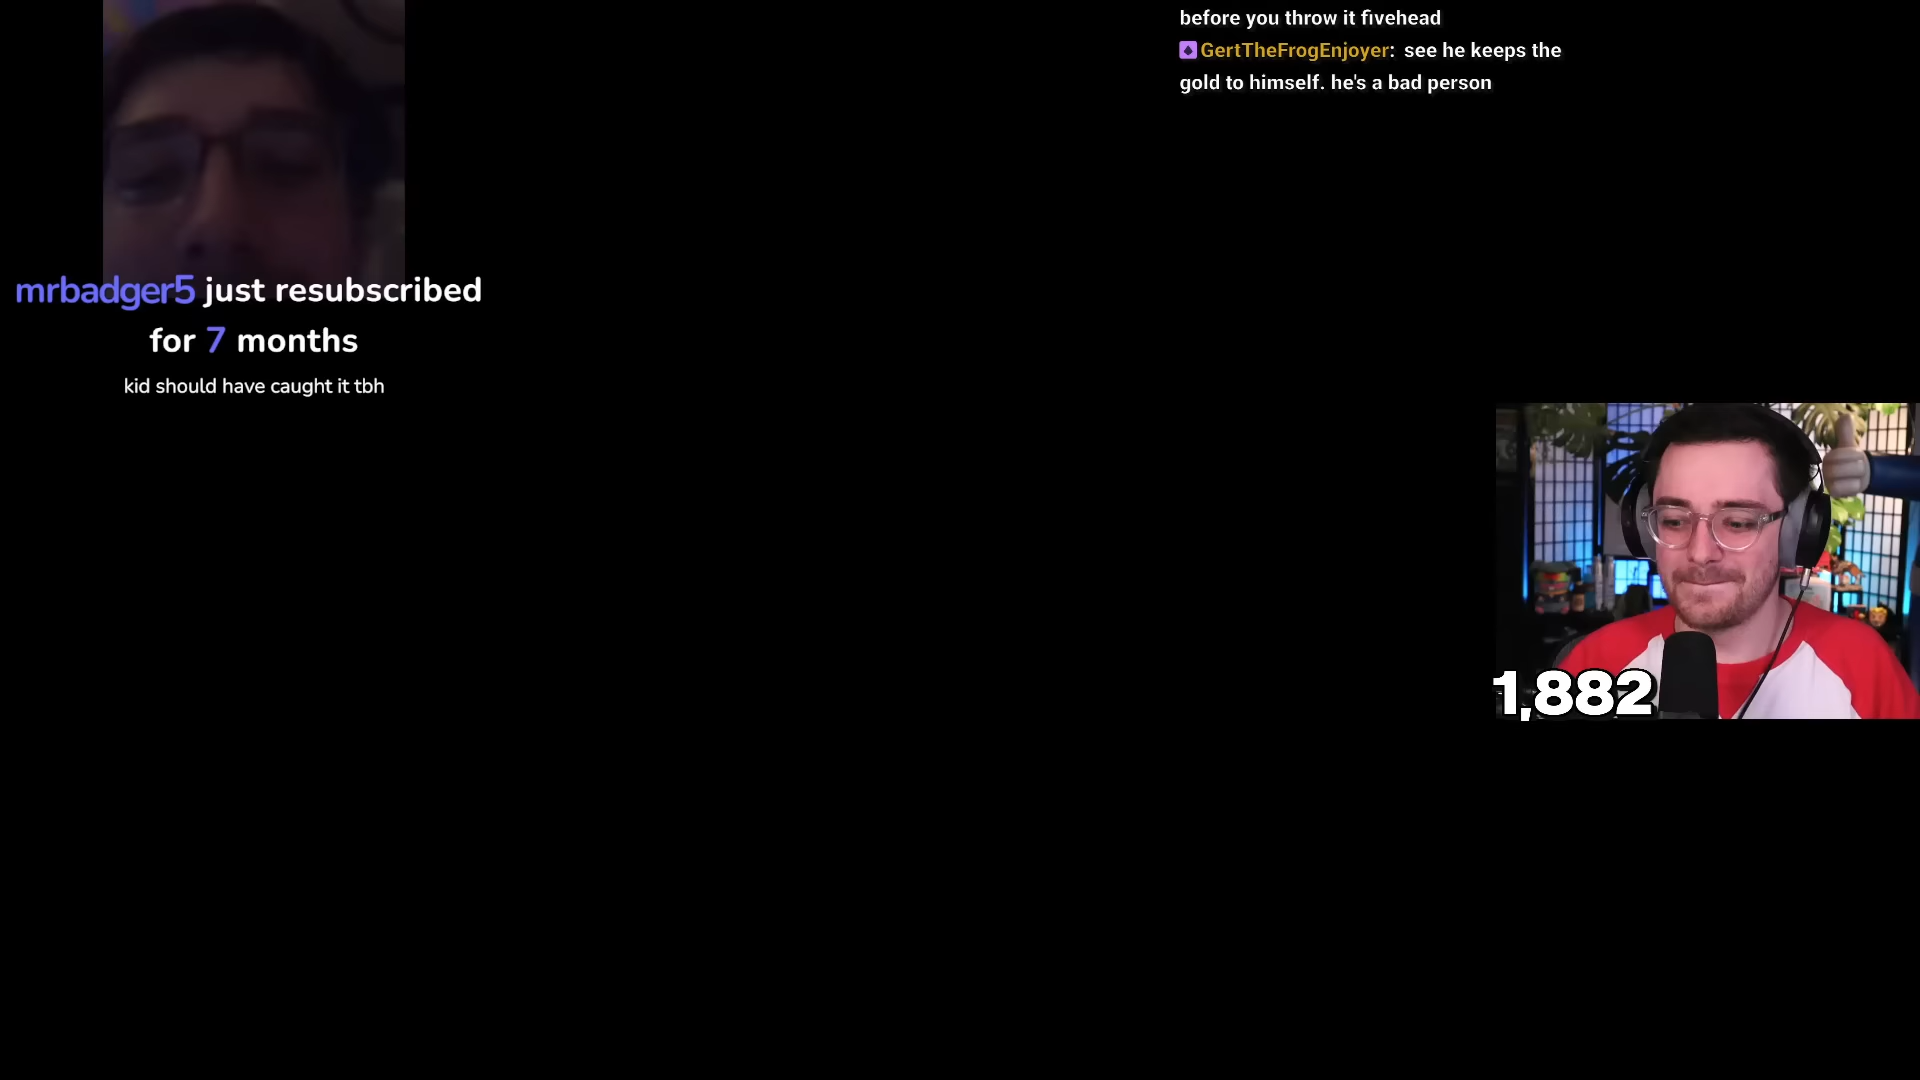 mrbadger5 just resubscribed
for 7 months
kid should have caught it tbh
before you throw it fivehead
GertTheFrogEnjoyer: see he keeps the
gold to himself. he's a bad person
1,882